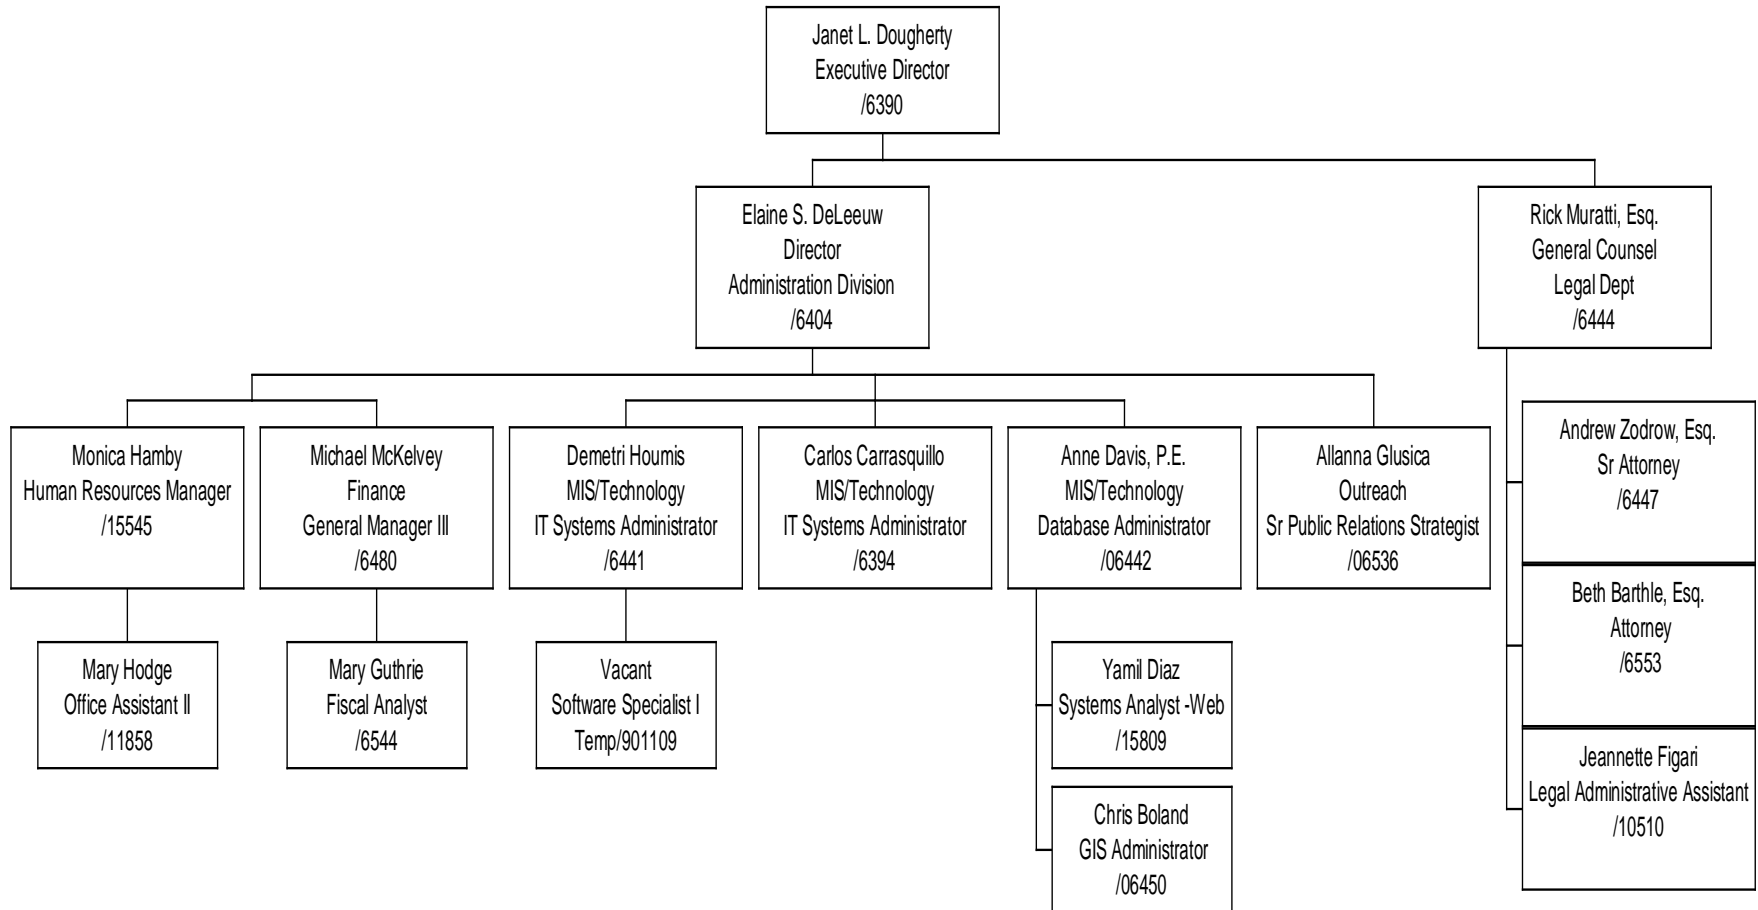 Janet L. Dougherty
Executive Director
/6390
Elaine S. DeLeeuw
Director
Administration Division
/6404
Rick Muratti, Esq.
General Counsel
Legal Dept
/6444
Monica Hamby
Human Resources Manager
/15545
Michael McKelvey
Finance
General Manager III
/6480
Demetri Houmis
MIS/Technology
IT Systems Administrator
/6441
Carlos Carrasquillo
MIS/Technology
IT Systems Administrator
/6394
Anne Davis, P.E.
MIS/Technology
Database Administrator
/06442
Allanna Glusica
Outreach
Sr Public Relations Strategist
/06536
Andrew Zodrow, Esq.
Sr Attorney
/6447
Beth Barthle, Esq.
Attorney
/6553
Jeannette Figari
Legal Administrative Assistant
/10510
Mary Hodge
Office Assistant II
/11858
Mary Guthrie
Fiscal Analyst
/6544
Vacant
Software Specialist I
Temp/901109
Yamil Diaz
Systems Analyst -Web
/15809
Chris Boland
GIS Administrator
/06450